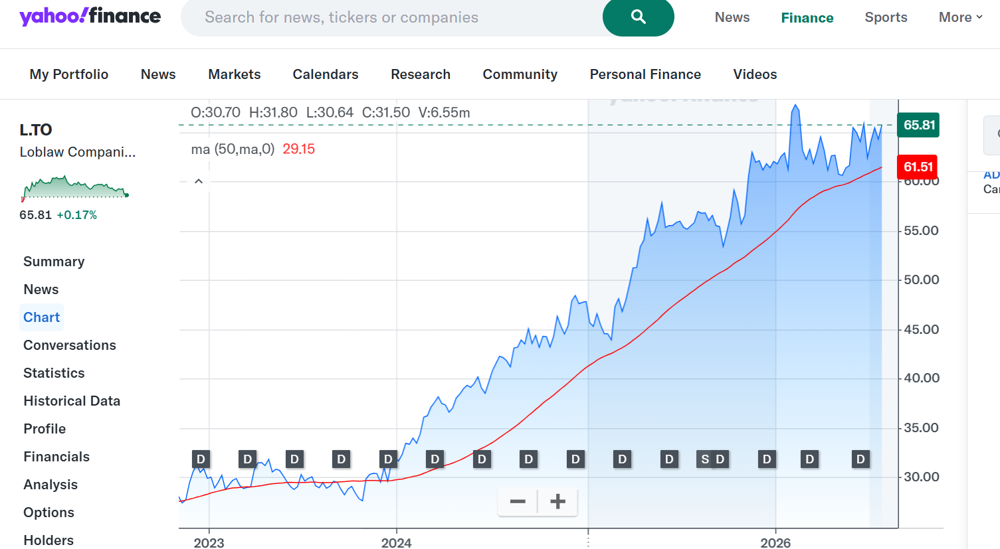 yahoo!finance
Search for news, tickers or companies
News Finance Sports More
My Portfolio News Markets Calendars Research Community Personal Finance Videos
L.TO
Loblaw Compani...
65.81 +0.17%
Summary
News
Chart
Conversations
Statistics
Historical Data
Profile
Financials
Analysis
Options
Holders
O:30.70 H:31.80 L:30.64 C:31.50 V:6.55m
ma (50,ma,0) 29.15
65.81
61.51
60.00
55.00
50.00
45.00
40.00
35.00
30.00
D D D D D D D D D D D S D D D D
2023 2024 2026